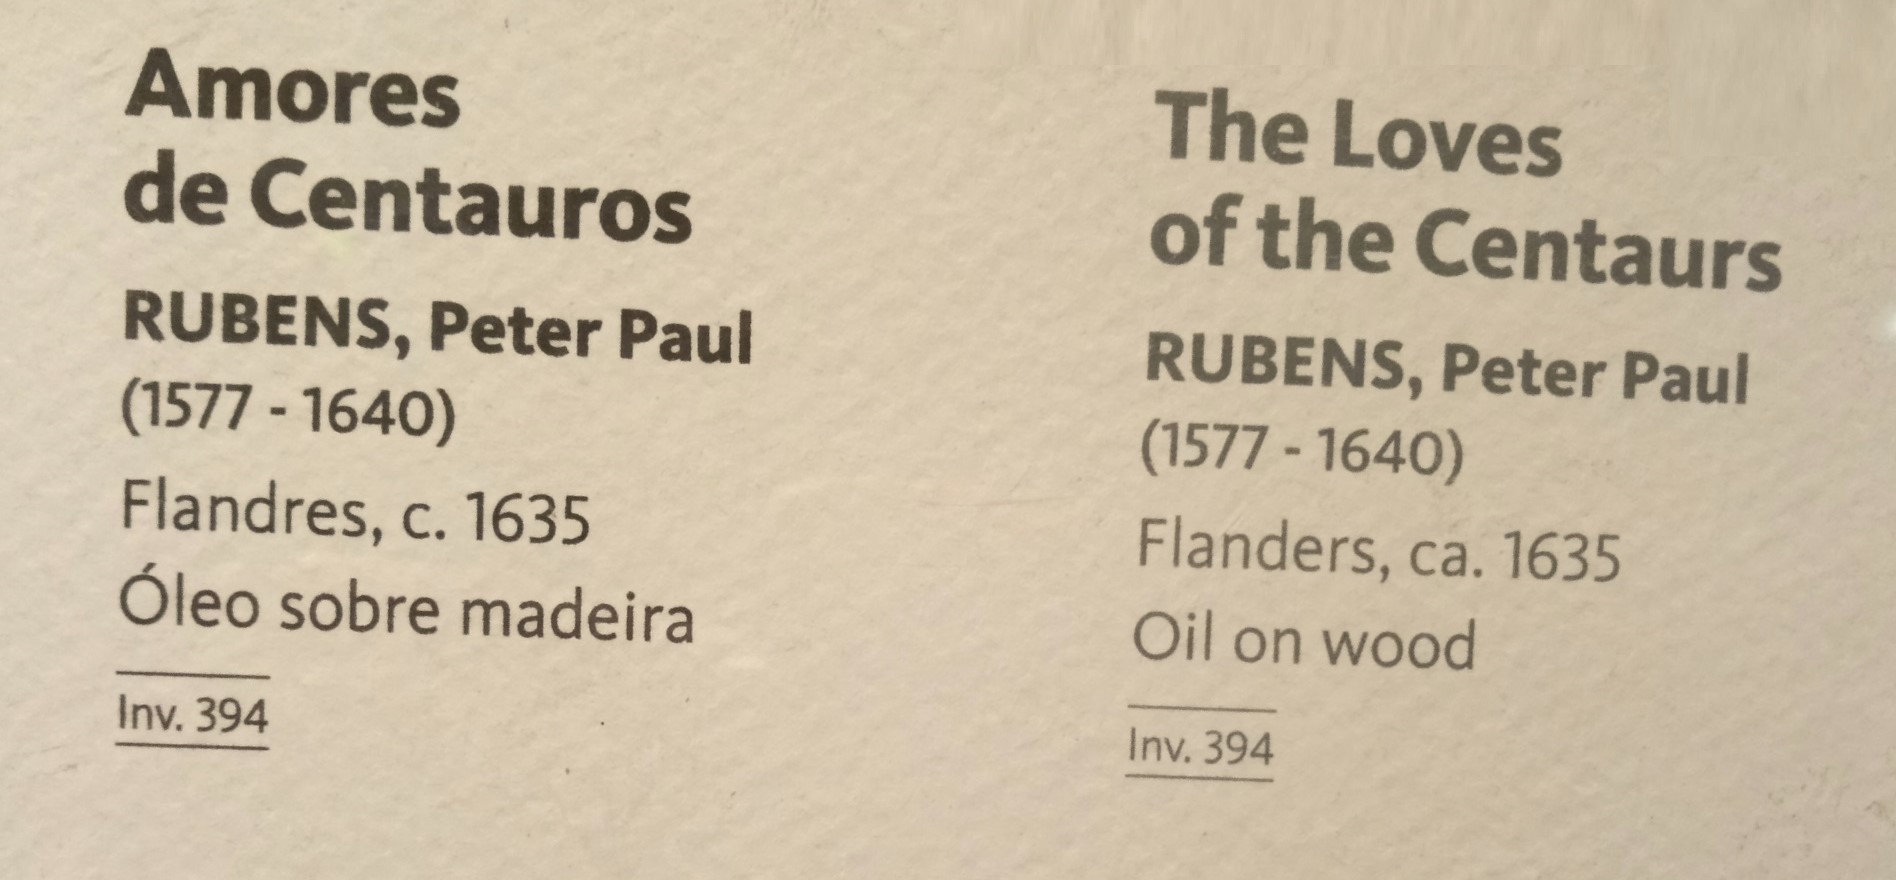 Amores
de Centauros
RUBENS, Peter Paul
(1577 - 1640)
Flandres, c. 1635
Óleo sobre madeira
Inv. 394
The Loves
of the Centaurs
RUBENS, Peter Paul
(1577 - 1640)
Flanders, ca. 1635
Oil on wood
Inv. 394